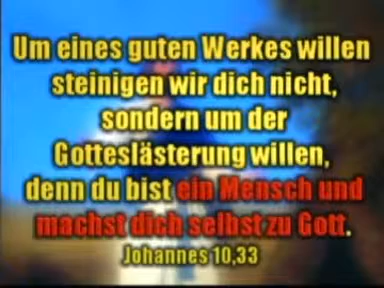 Um eines guten Werkes willen
steinigen wir dich nicht,
sondern um der
Gotteslästerung willen,
denn du bist ein Mensch und
machst dich selbst zu Gott.
Johannes 10,33